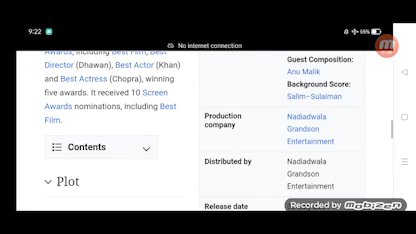 9:22
55%
No internet connection
Awards, including Best Film, Best
Director (Dhawan), Best Actor (Khan)
and Best Actress (Chopra), winning
five awards. It received 10 Screen
Awards nominations, including Best
Film.
Contents
Plot
Guest Composition:
Anu Malik
Background Score:
Salim–Sulaiman
Production
company
Nadiadwala
Grandson
Entertainment
Distributed by
Nadiadwala
Grandson
Entertainment
Release date
Recorded by MOBIZEN